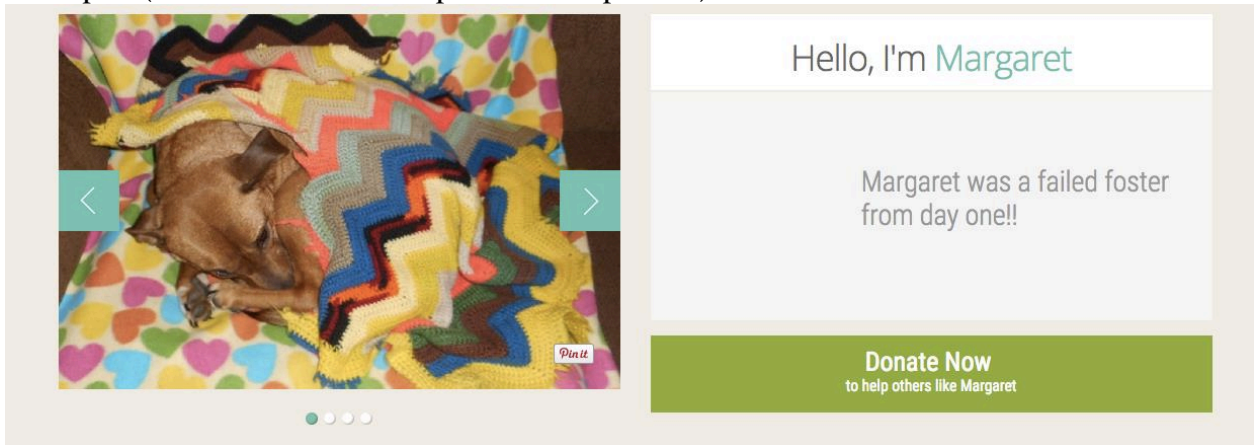 Hello, I'm Margaret
Margaret was a failed foster
from day one!!
Pin it
Donate Now
to help others like Margaret